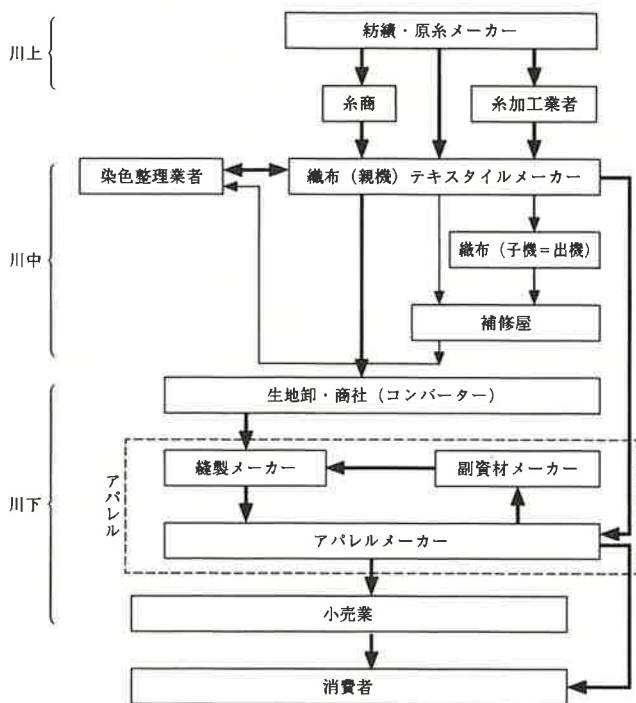 紡績・原糸メーカー
川上
糸商
糸加工業者
染色整理業者
織布（親機）テキスタイルメーカー
織布（子機＝出機）
川中
補修屋
生地卸・商社（コンバーター）
縫製メーカー
副資材メーカー
アパレル
川下
アパレルメーカー
小売業
消費者